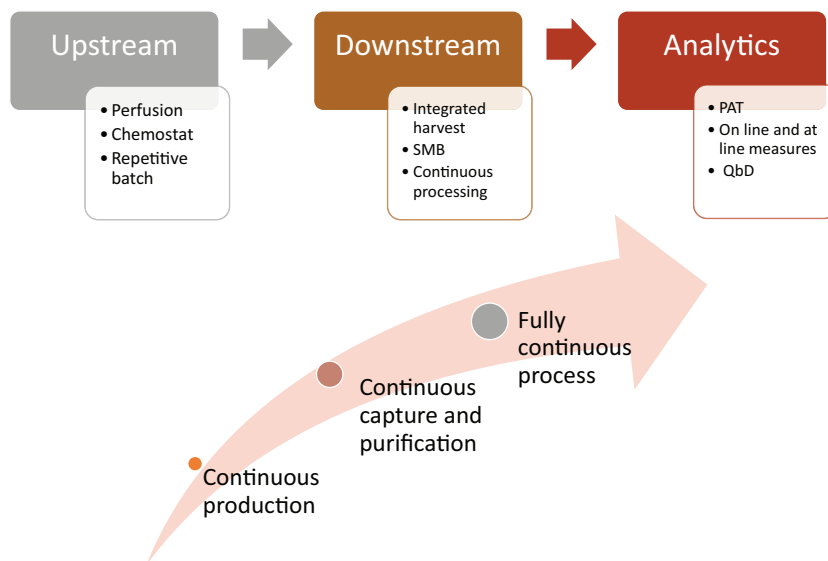 Upstream
• Perfusion
• Chemostat
• Repetitive
batch
Downstream
• Integrated
harvest
• SMB
• Continuous
processing
Analytics
• PAT
• On line and at
line measures
• QbD
Fully
continuous
process
Continuous
capture and
purification
Continuous
production